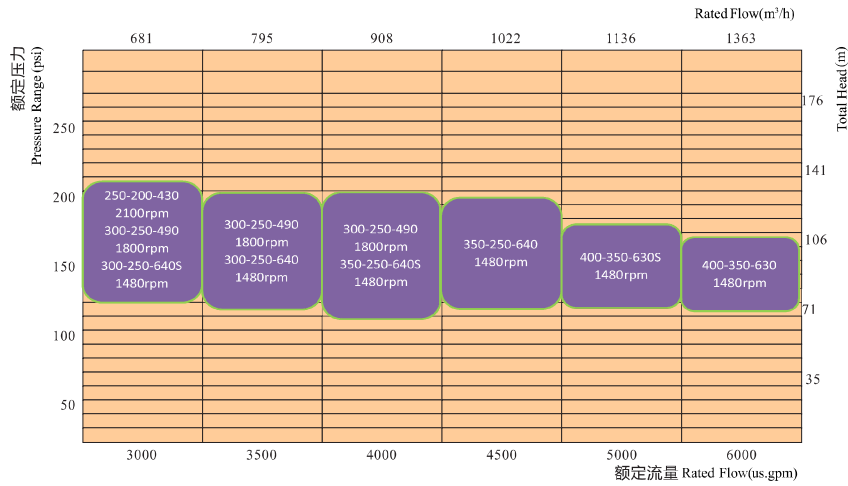 Rated Flow(m³/h)
681 795 908 1022 1136 1363
额定压力
Pressure Range (psi)
Total Head (m)
250
200
150
100
50
176
141
106
71
35
250-200-430
2100rpm
300-250-490
1800rpm
300-250-640S
1480rpm
300-250-490
1800rpm
300-250-640
1480rpm
300-250-490
1800rpm
350-250-640S
1480rpm
350-250-640
1480rpm
400-350-630S
1480rpm
400-350-630
1480rpm
3000 3500 4000 4500 5000 6000
额定流量 Rated Flow(us.gpm)